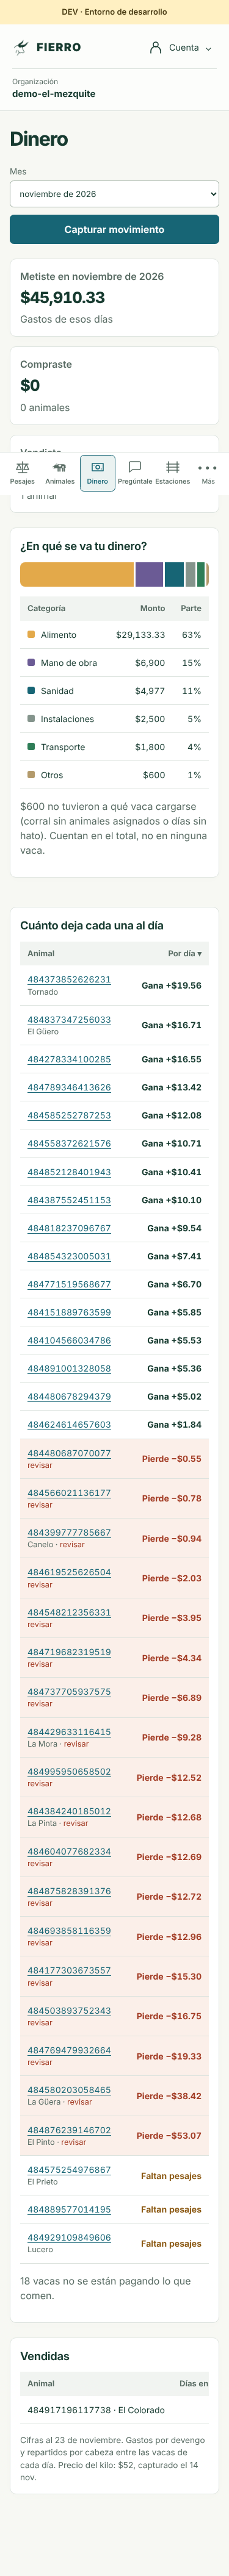 DEV · Entorno de desarrollo
FIERRO
Cuenta
Organización
demo-el-mezquite
Dinero
Mes
noviembre de 2026
Capturar movimiento
Metiste en noviembre de 2026
$45,910.33
Gastos de esos días
Compraste
$0
0 animales
Pesajes Animales Dinero Pregúntale Estaciones Más
1 animal
¿En qué se va tu dinero?
Categoría Monto Parte
Alimento $29,133.33 63%
Mano de obra $6,900 15%
Sanidad $4,977 11%
Instalaciones $2,500 5%
Transporte $1,800 4%
Otros $600 1%
$600 no tuvieron a qué vaca cargarse
(corral sin animales asignados o días sin
hato). Cuentan en el total, no en ninguna
vaca.
Cuánto deja cada una al día
Animal Por día ▾
484373852626231 Gana +$19.56
Tornado
484837347256033 Gana +$16.71
El Güero
484278334100285 Gana +$16.55
484789346413626 Gana +$13.42
484585252787253 Gana +$12.08
484558372621576 Gana +$10.71
484852128401943 Gana +$10.41
484387552451153 Gana +$10.10
484818237096767 Gana +$9.54
484854323005031 Gana +$7.41
484771519568677 Gana +$6.70
484151889763599 Gana +$5.85
484104566034786 Gana +$5.53
484891001328058 Gana +$5.36
484480678294379 Gana +$5.02
484624614657603 Gana +$1.84
484480687070077 Pierde −$0.55
revisar
484566021136177 Pierde −$0.78
revisar
484399777785667 Pierde −$0.94
Canelo · revisar
484619525626504 Pierde −$2.03
revisar
484548212356331 Pierde −$3.95
revisar
484719682319519 Pierde −$4.34
revisar
484737705937575 Pierde −$6.89
revisar
484429633116415 Pierde −$9.28
La Mora · revisar
484995950658502 Pierde −$12.52
revisar
484384240185012 Pierde −$12.68
La Pinta · revisar
484604077682334 Pierde −$12.69
revisar
484875828391376 Pierde −$12.72
revisar
484693858116359 Pierde −$12.96
revisar
484177303673557 Pierde −$15.30
revisar
484503893752343 Pierde −$16.75
revisar
484769479932664 Pierde −$19.33
revisar
484580203058465 Pierde −$38.42
La Güera · revisar
484876239146702 Pierde −$53.07
El Pinto · revisar
484575254976867 Faltan pesajes
El Prieto
484889577014195 Faltan pesajes
484929109849606 Faltan pesajes
Lucero
18 vacas no se están pagando lo que
comen.
Vendidas
Animal Días en
484917196117738 · El Colorado
Cifras al 23 de noviembre. Gastos por devengo
y repartidos por cabeza entre las vacas de
cada día. Precio del kilo: $52, capturado el 14
nov.